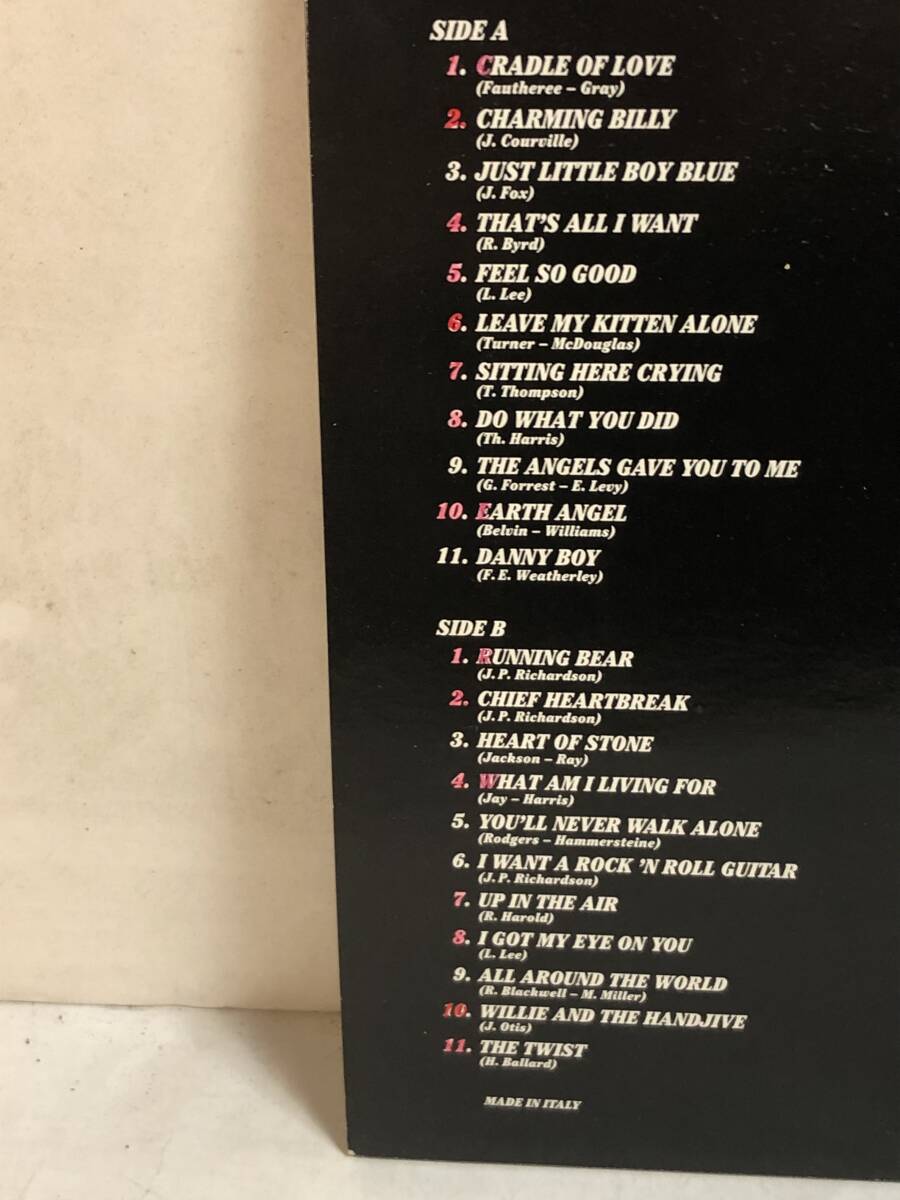 SIDE A
1. CRADLE OF LOVE
(Fautheree – Gray)
2. CHARMING BILLY
(J. Courville)
3. JUST LITTLE BOY BLUE
(J. Fox)
4. THAT'S ALL I WANT
(R. Byrd)
5. FEEL SO GOOD
(L. Lee)
6. LEAVE MY KITTEN ALONE
(Turner – McDouglas)
7. SITTING HERE CRYING
(T. Thompson)
8. DO WHAT YOU DID
(Th. Harris)
9. THE ANGELS GAVE YOU TO ME
(G. Forrest – E. Levy)
10. EARTH ANGEL
(Belvin – Williams)
11. DANNY BOY
(F. E. Weatherley)
SIDE B
1. RUNNING BEAR
(J. P. Richardson)
2. CHIEF HEARTBREAK
(J. P. Richardson)
3. HEART OF STONE
(Jackson – Ray)
4. WHAT AM I LIVING FOR
(Jay – Harris)
5. YOU'LL NEVER WALK ALONE
(Rodgers – Hammersteine)
6. I WANT A ROCK 'N ROLL GUITAR
(J. P. Richardson)
7. UP IN THE AIR
(R. Harold)
8. I GOT MY EYE ON YOU
(L. Lee)
9. ALL AROUND THE WORLD
(R. Blackwell – M. Miller)
10. WILLIE AND THE HANDJIVE
(J. Otis)
11. THE TWIST
(H. Ballard)
MADE IN ITALY